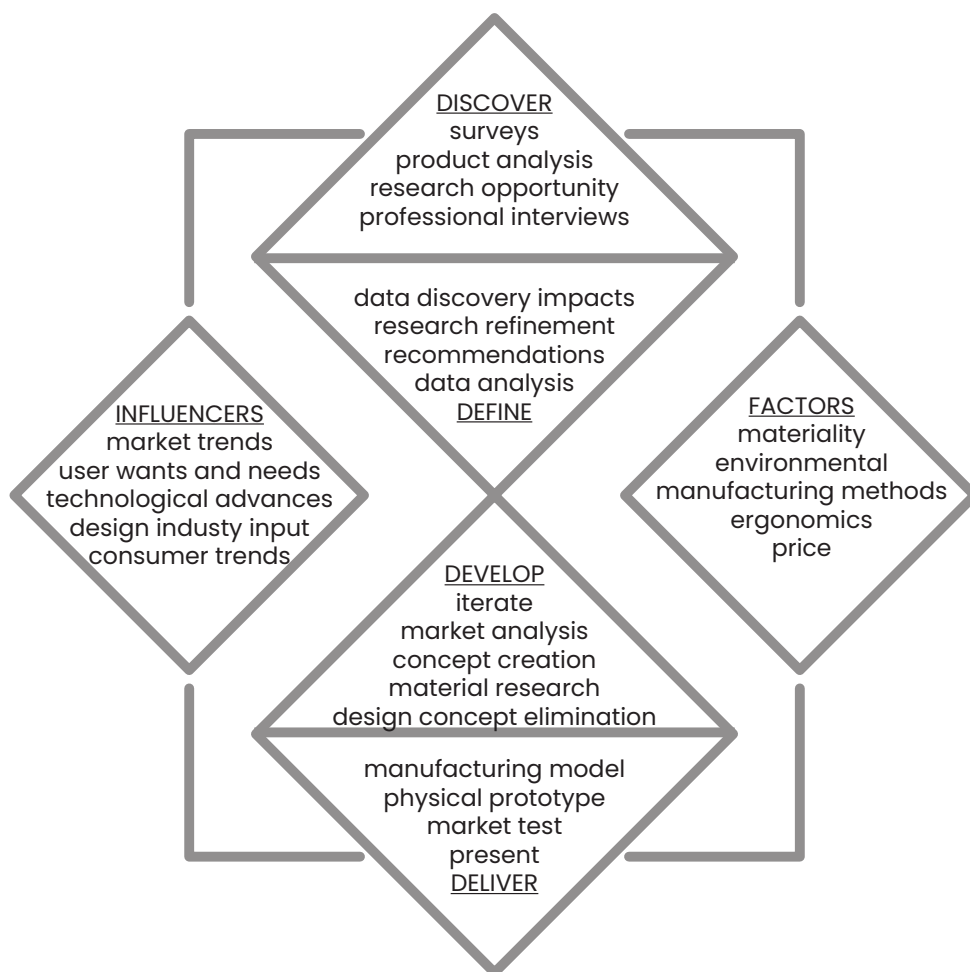 DISCOVER
surveys
product analysis
research opportunity
professional interviews
data discovery impacts
research refinement
recommendations
data analysis
DEFINE
INFLUENCERS
market trends
user wants and needs
technological advances
design industy input
consumer trends
FACTORS
materiality
environmental
manufacturing methods
ergonomics
price
DEVELOP
iterate
market analysis
concept creation
material research
design concept elimination
manufacturing model
physical prototype
market test
present
DELIVER